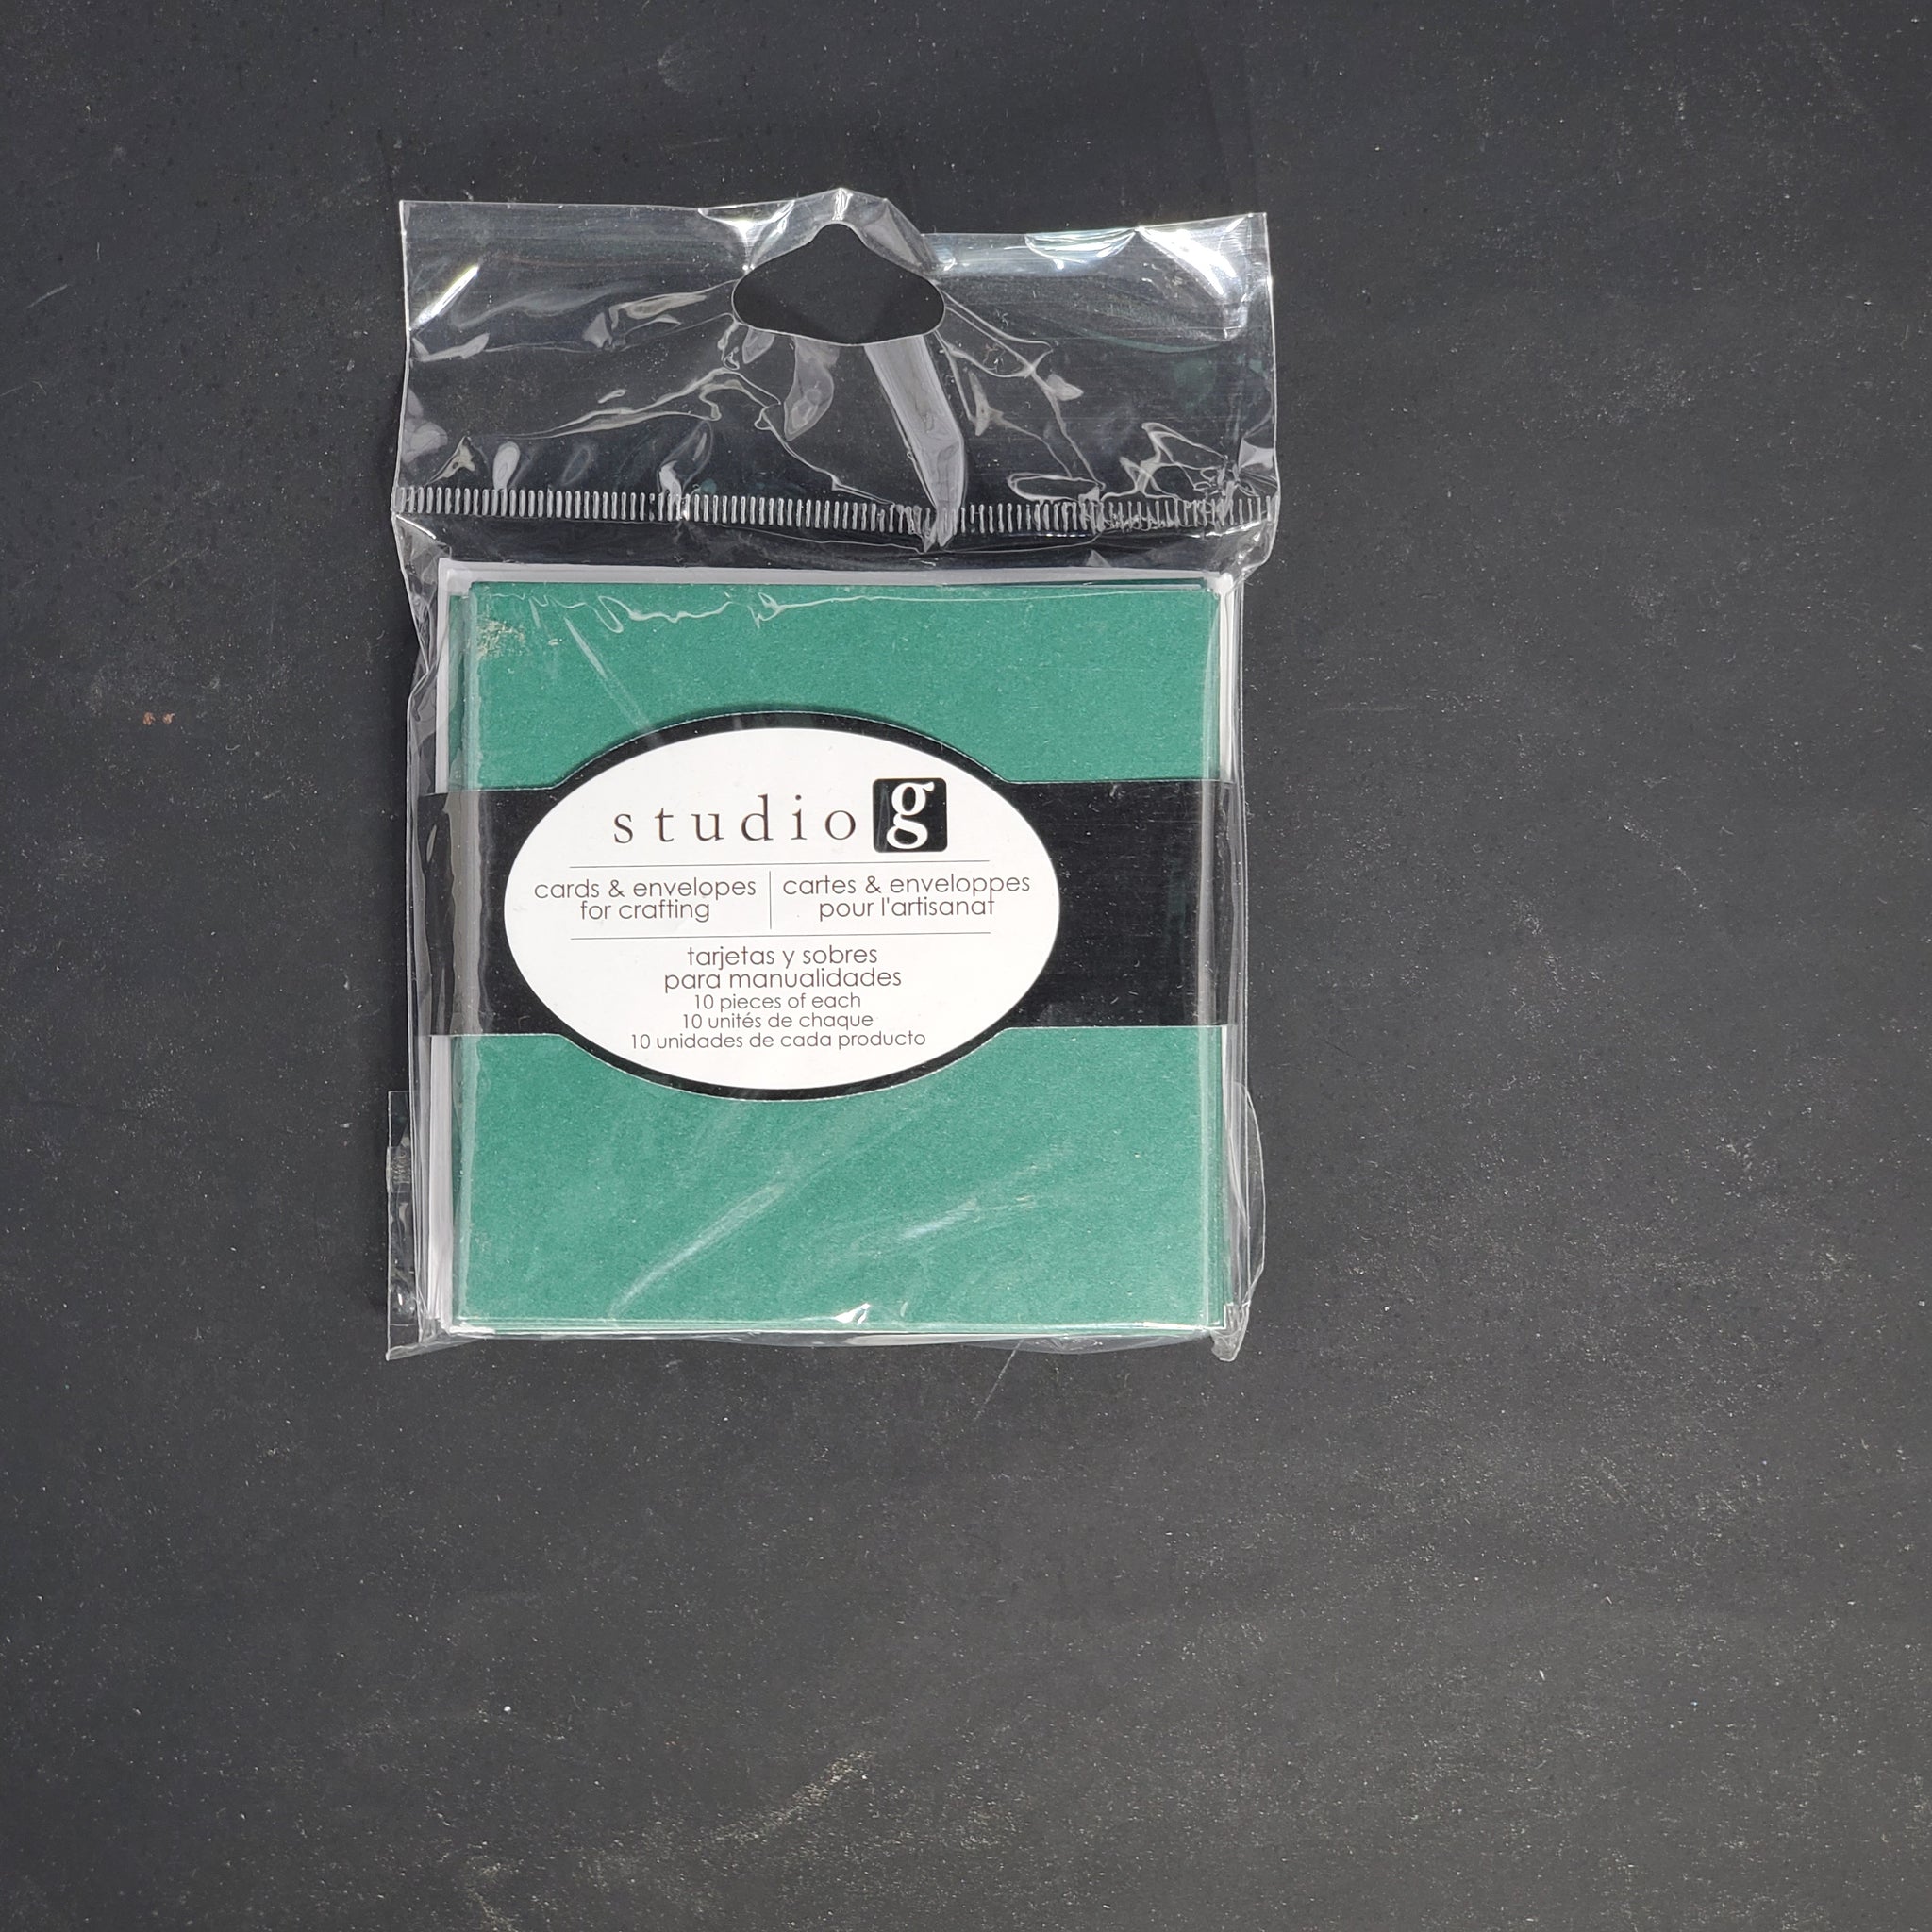 studio g
cards & envelopes
for crafting
cartes & enveloppes
pour l'artisanat
tarjetas y sobres
para manualidades
10 pieces of each
10 unités de chaque
10 unidades de cada producto